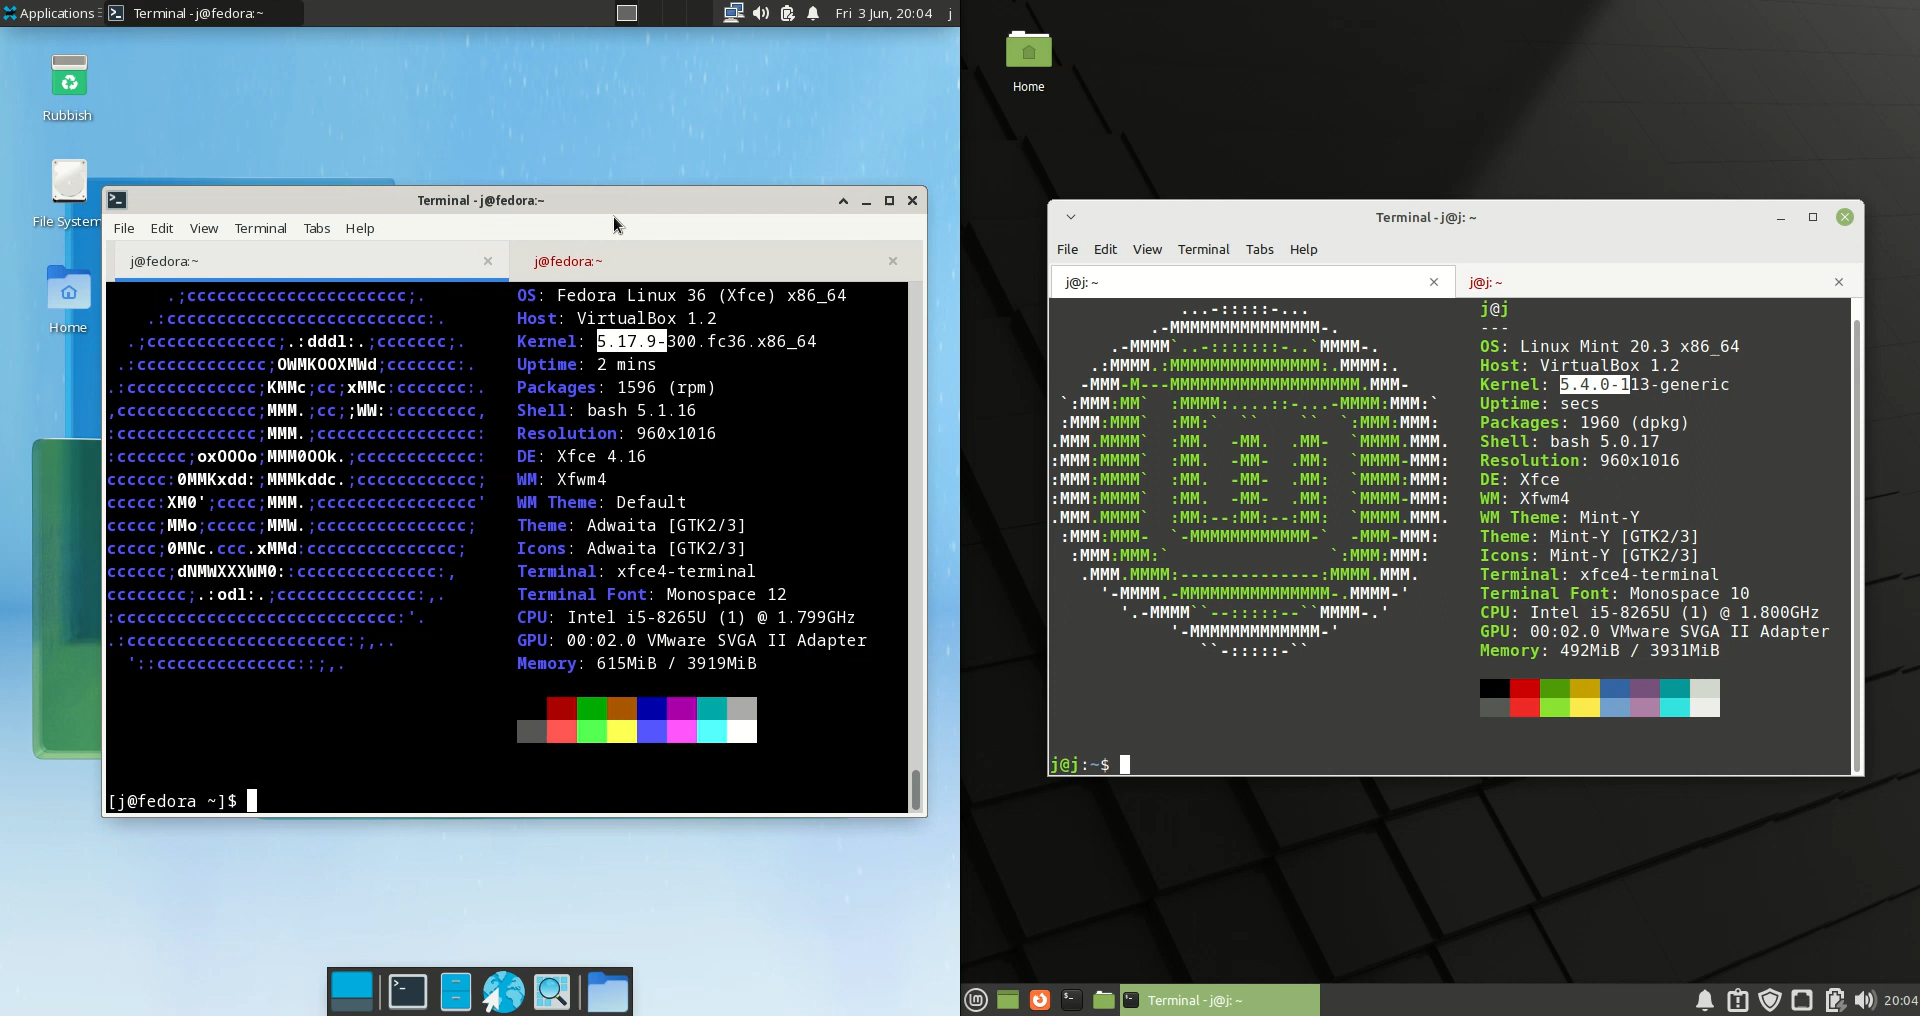 Applications
Terminal - j@fedora:~
Fri 3 Jun, 20:04
j
Rubbish
File System
Home
Terminal - j@fedora:~
File Edit View Terminal Tabs Help
j@fedora:~
j@fedora:~
OS: Fedora Linux 36 (Xfce) x86_64
Host: VirtualBox 1.2
Kernel: 5.17.9-300.fc36.x86_64
Uptime: 2 mins
Packages: 1596 (rpm)
Shell: bash 5.1.16
Resolution: 960x1016
DE: Xfce 4.16
WM: Xfwm4
WM Theme: Default
Theme: Adwaita [GTK2/3]
Icons: Adwaita [GTK2/3]
Terminal: xfce4-terminal
Terminal Font: Monospace 12
CPU: Intel i5-8265U (1) @ 1.799GHz
GPU: 00:02.0 VMware SVGA II Adapter
Memory: 615MiB / 3919MiB
[j@fedora ~]$
Home
Terminal - j@j: ~
File Edit View Terminal Tabs Help
j@j: ~
j@j: ~
j@j
---
OS: Linux Mint 20.3 x86_64
Host: VirtualBox 1.2
Kernel: 5.4.0-113-generic
Uptime: secs
Packages: 1960 (dpkg)
Shell: bash 5.0.17
Resolution: 960x1016
DE: Xfce
WM: Xfwm4
WM Theme: Mint-Y
Theme: Mint-Y [GTK2/3]
Icons: Mint-Y [GTK2/3]
Terminal: xfce4-terminal
Terminal Font: Monospace 10
CPU: Intel i5-8265U (1) @ 1.800GHz
GPU: 00:02.0 VMware SVGA II Adapter
Memory: 492MiB / 3931MiB
j@j:~$
Terminal - j@j: ~
20:04